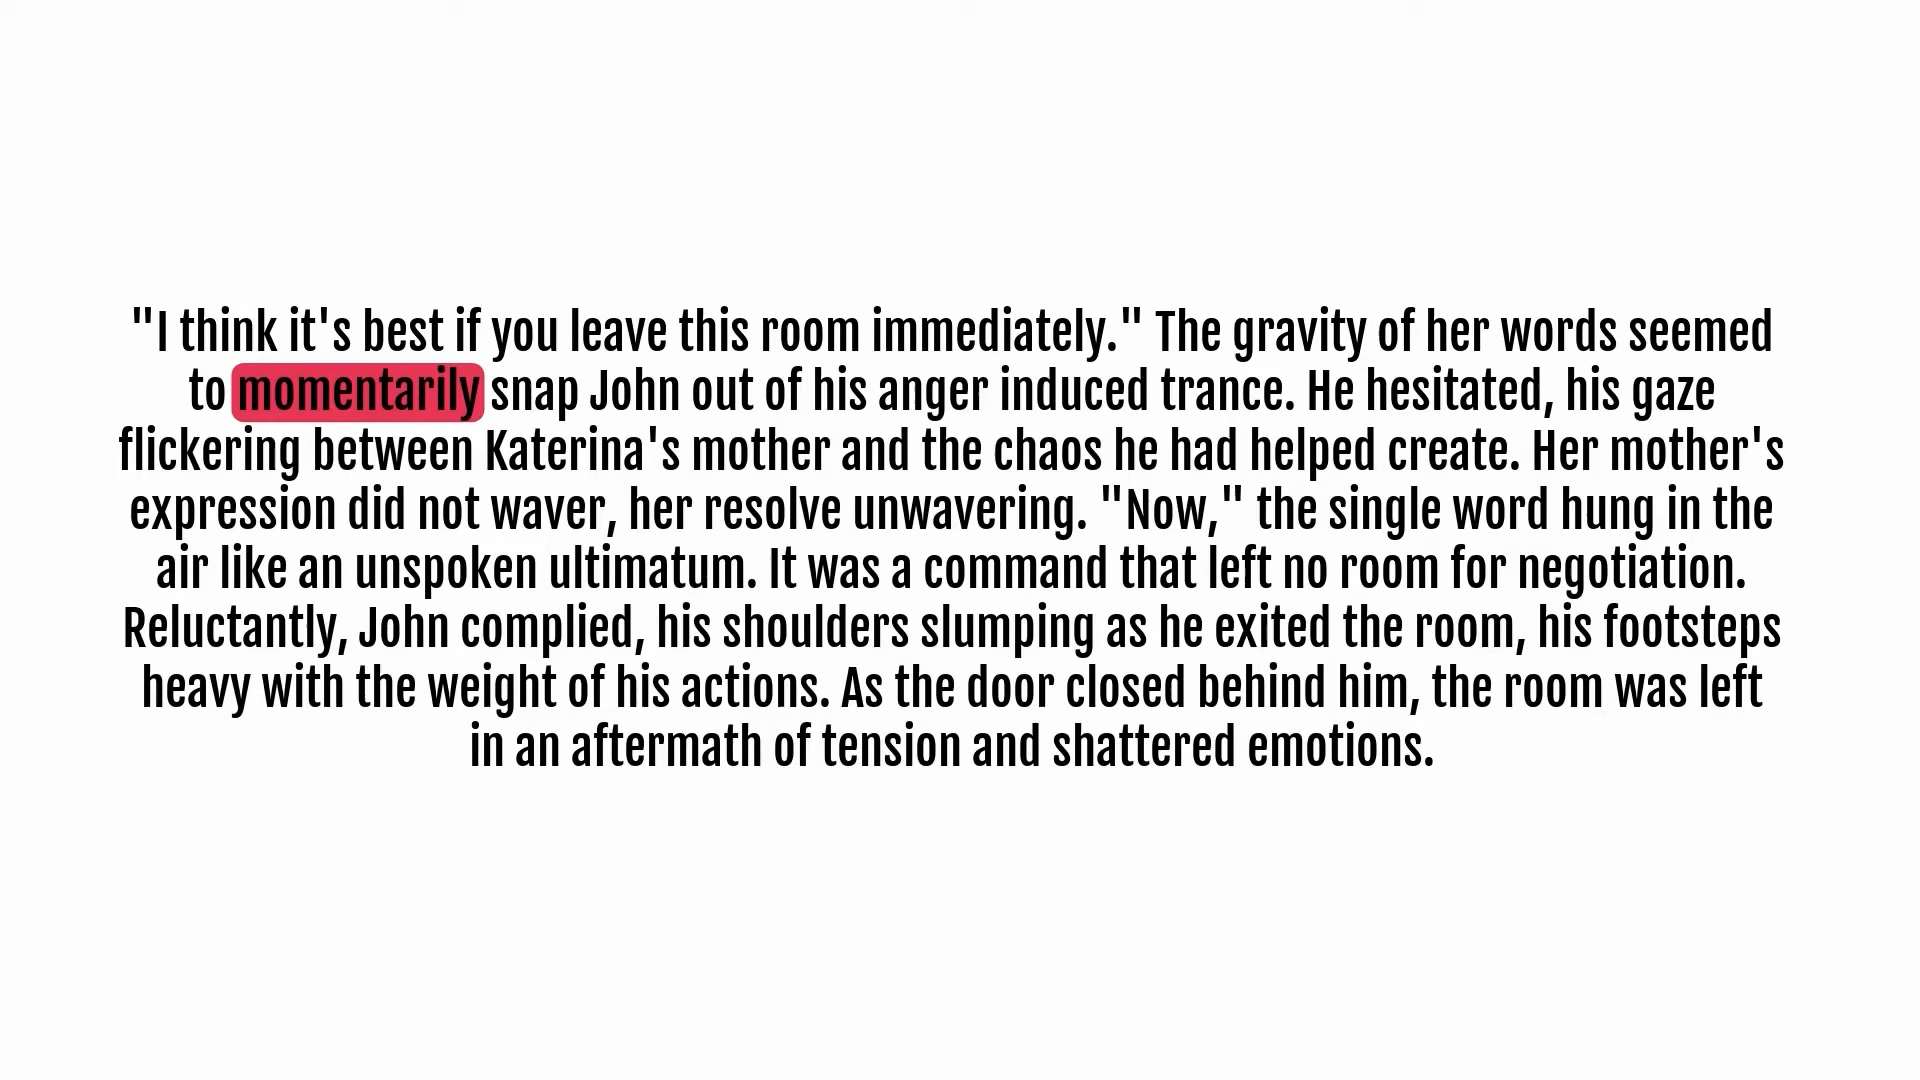 "I think it's best if you leave this room immediately." The gravity of her words seemed
to momentarily snap John out of his anger induced trance. He hesitated, his gaze
flickering between Katerina's mother and the chaos he had helped create. Her mother's
expression did not waver, her resolve unwavering. "Now," the single word hung in the
air like an unspoken ultimatum. It was a command that left no room for negotiation.
Reluctantly, John complied, his shoulders slumping as he exited the room, his footsteps
heavy with the weight of his actions. As the door closed behind him, the room was left
in an aftermath of tension and shattered emotions.